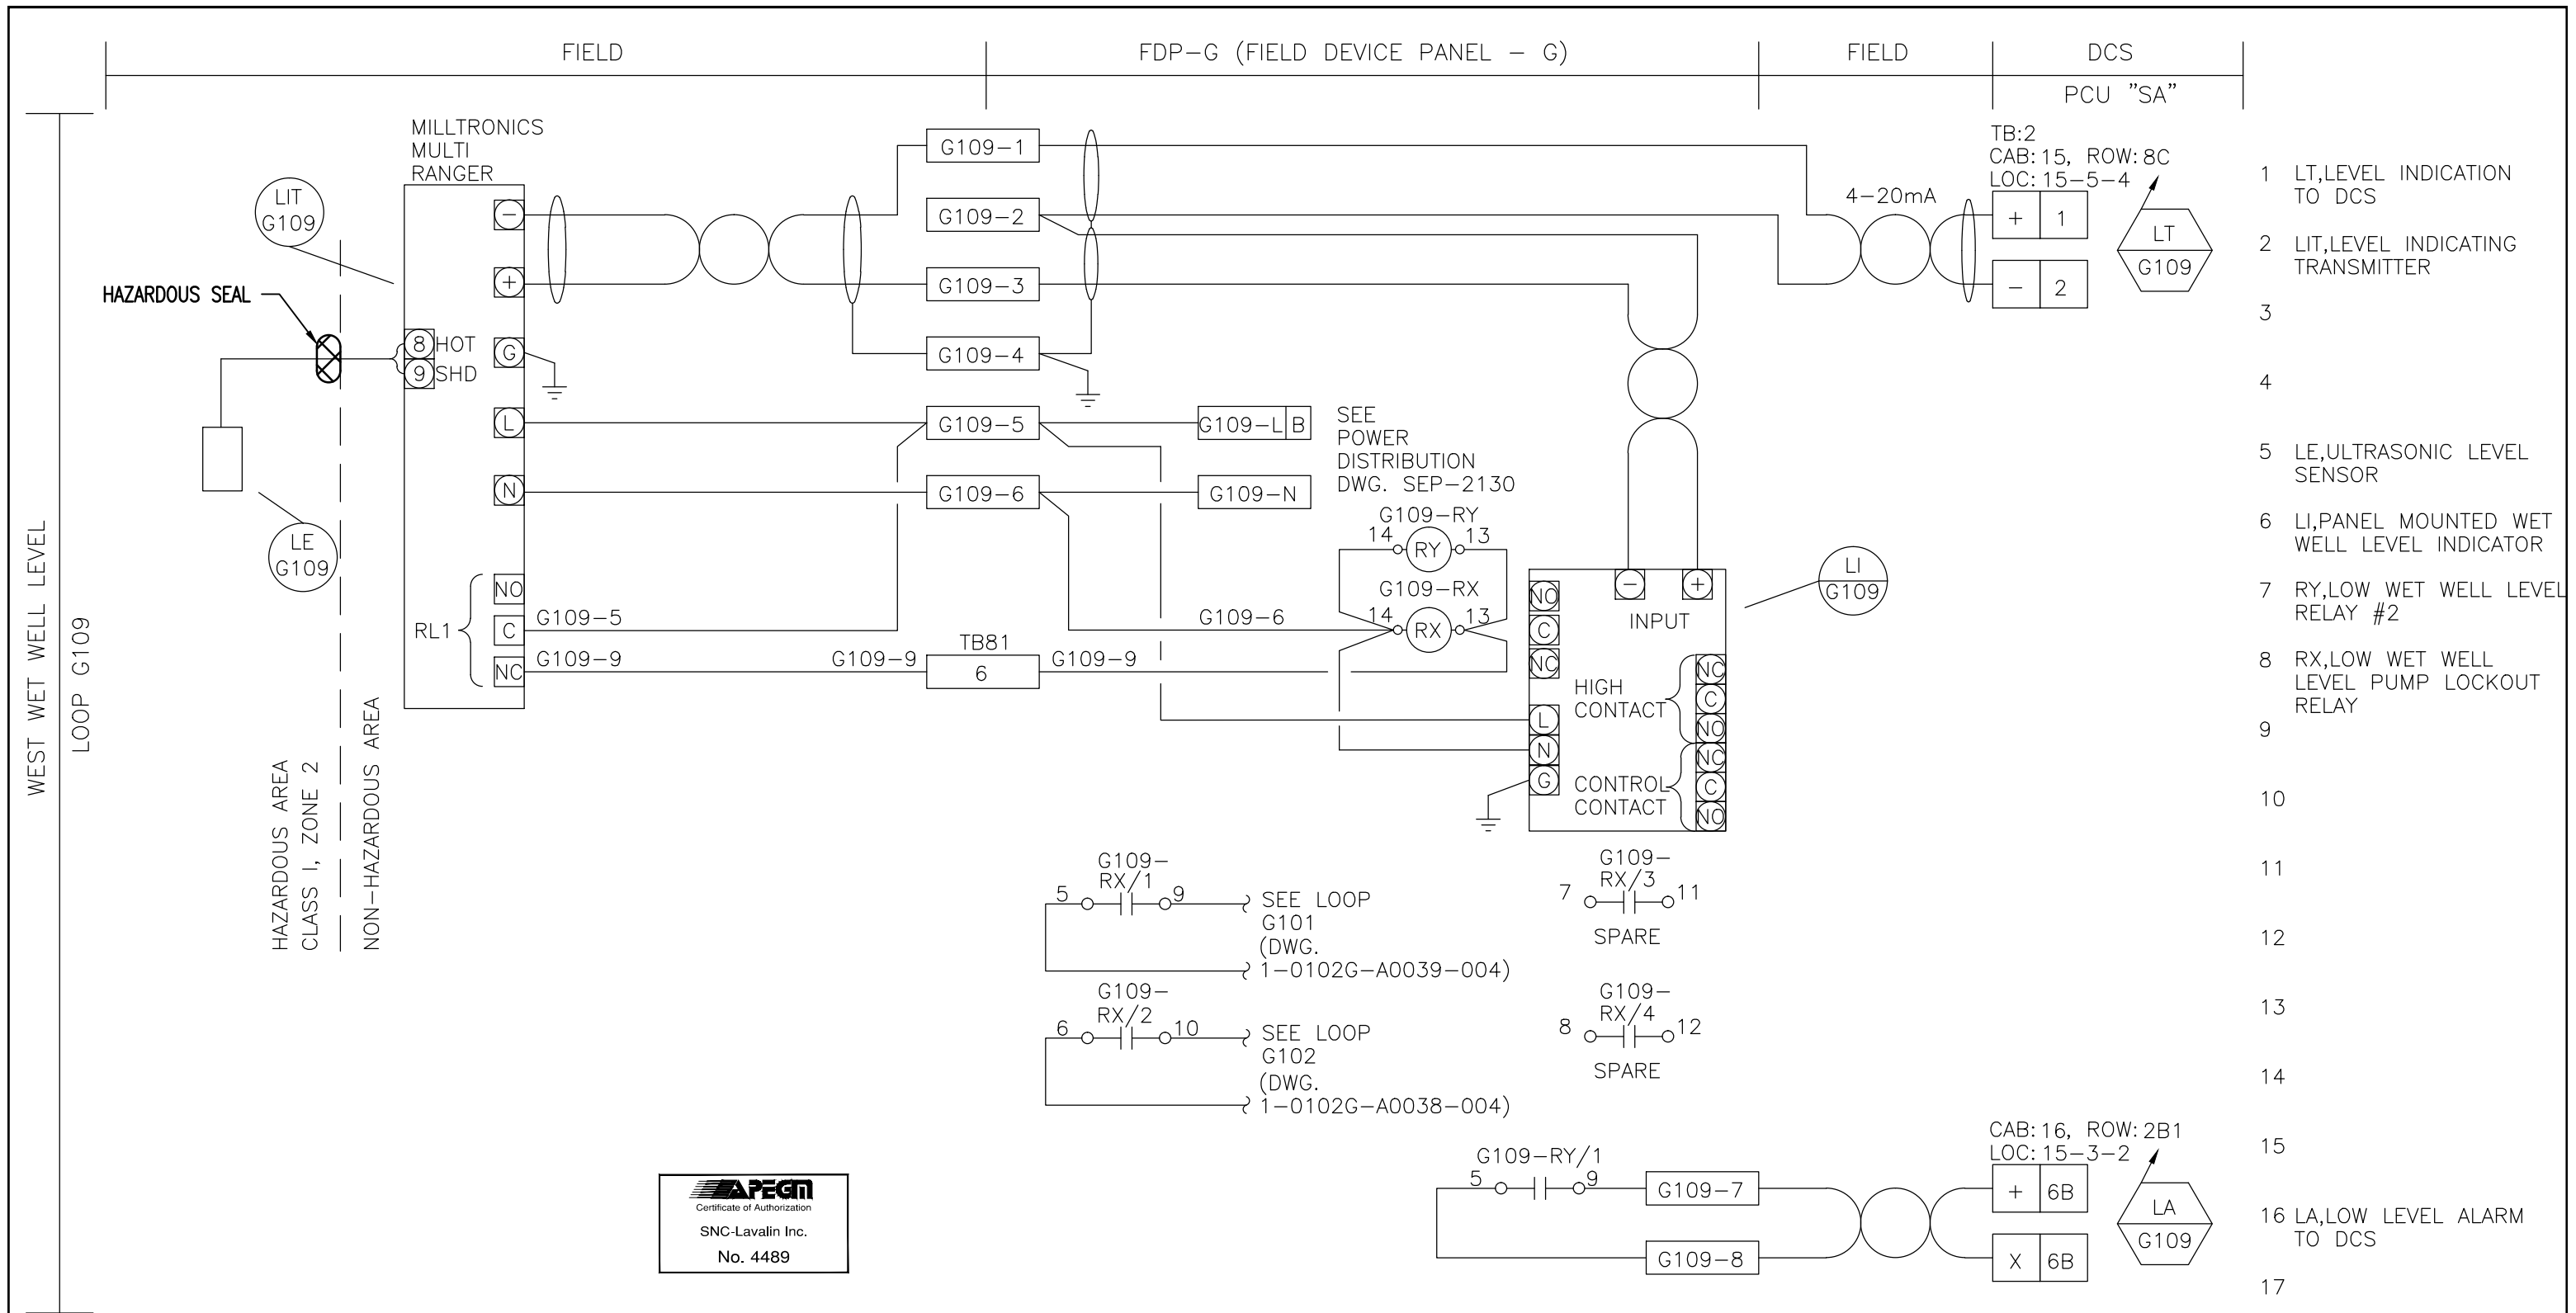 FIELD
FDP-G (FIELD DEVICE PANEL - G)
FIELD
DCS
PCU "SA"
WEST WET WELL LEVEL
LOOP G109
MILLTRONICS
MULTI
RANGER
LIT
G109
HAZARDOUS SEAL
LE
G109
HAZARDOUS AREA
CLASS I, ZONE 2
NON-HAZARDOUS AREA
-
+
8 HOT
9 SHD
G
L
N
RL1
NO
C
NC
G109-5
G109-9
G109-9
TB81
6
G109-9
G109-1
G109-2
G109-3
G109-4
G109-5
G109-6
G109-L B
G109-N
SEE
POWER
DISTRIBUTION
DWG. SEP-2130
G109-RY
14 RY 13
G109-RX
14 RX 13
G109-6
- +
INPUT
NO
C
NC
HIGH
CONTACT
NC
C
NO
L
N
G
CONTROL
CONTACT
NC
C
NO
LI
G109
4-20mA
TB:2
CAB: 15, ROW: 8C
LOC: 15-5-4
+ 1
- 2
LT
G109
G109-
RX/1
5 9
SEE LOOP
G101
(DWG.
1-0102G-A0039-004)
G109-
RX/2
6 10
SEE LOOP
G102
(DWG.
1-0102G-A0038-004)
G109-
RX/3
7 11
SPARE
G109-
RX/4
8 12
SPARE
G109-RY/1
5 9
G109-7
G109-8
CAB: 16, ROW: 2B1
LOC: 15-3-2
+ 6B
X 6B
LA
G109
APEGM
Certificate of Authorization
SNC-Lavalin Inc.
No. 4489
1 LT,LEVEL INDICATION
TO DCS
2 LIT,LEVEL INDICATING
TRANSMITTER
3
4
5 LE,ULTRASONIC LEVEL
SENSOR
6 LI,PANEL MOUNTED WET
WELL LEVEL INDICATOR
7 RY,LOW WET WELL LEVEL
RELAY #2
8 RX,LOW WET WELL
LEVEL PUMP LOCKOUT
RELAY
9
10
11
12
13
14
15
16 LA,LOW LEVEL ALARM
TO DCS
17